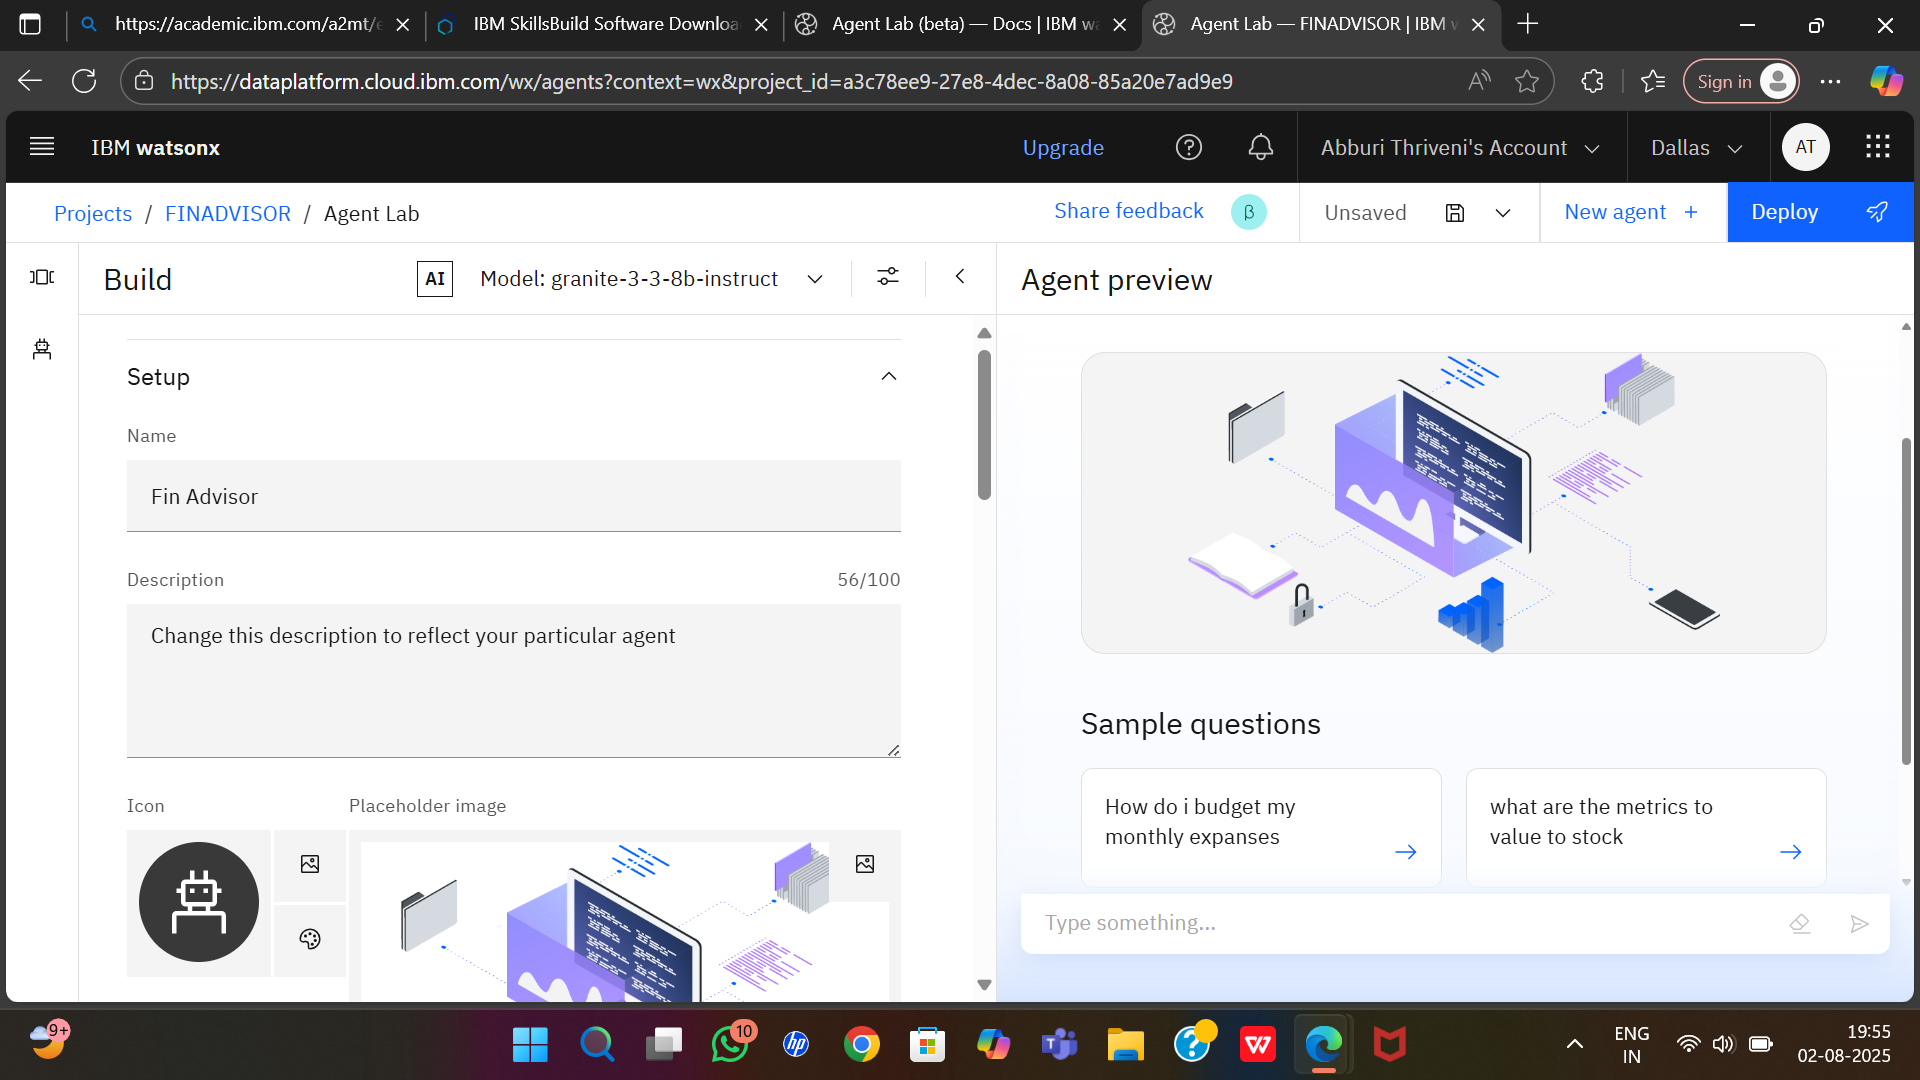 https://academic.ibm.com/a2mt/e
IBM SkillsBuild Software Downloa
Agent Lab (beta) — Docs | IBM wa
Agent Lab — FINADVISOR | IBM w
https://dataplatform.cloud.ibm.com/wx/agents?context=wx&project_id=a3c78ee9-27e8-4dec-8a08-85a20e7ad9e9
Sign in
IBM watsonx
Upgrade
Abburi Thriveni's Account
Dallas
AT
Projects / FINADVISOR / Agent Lab
Share feedback
β
Unsaved
New agent +
Deploy
Build
AI
Model: granite-3-3-8b-instruct
Agent preview
Setup
Name
Fin Advisor
Description
56/100
Change this description to reflect your particular agent
Icon
Placeholder image
Sample questions
How do i budget my
monthly expanses
what are the metrics to
value to stock
Type something...
9+
10
hp
ENG
IN
19:55
02-08-2025